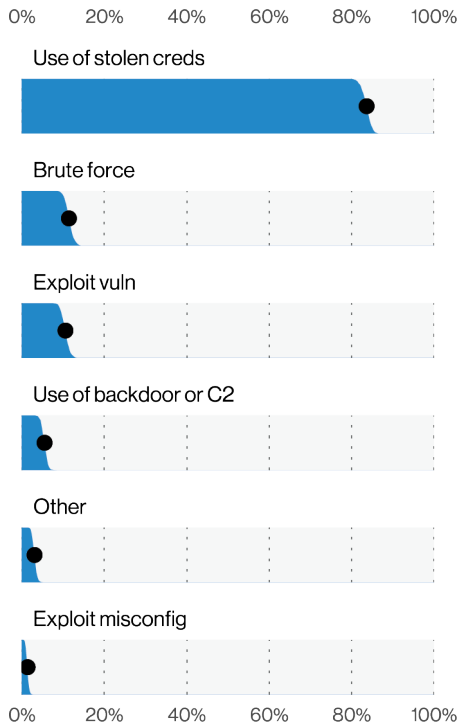 0% 20% 40% 60% 80% 100%
Use of stolen creds
Brute force
Exploit vuln
Use of backdoor or C2
Other
Exploit misconfig
0% 20% 40% 60% 80% 100%